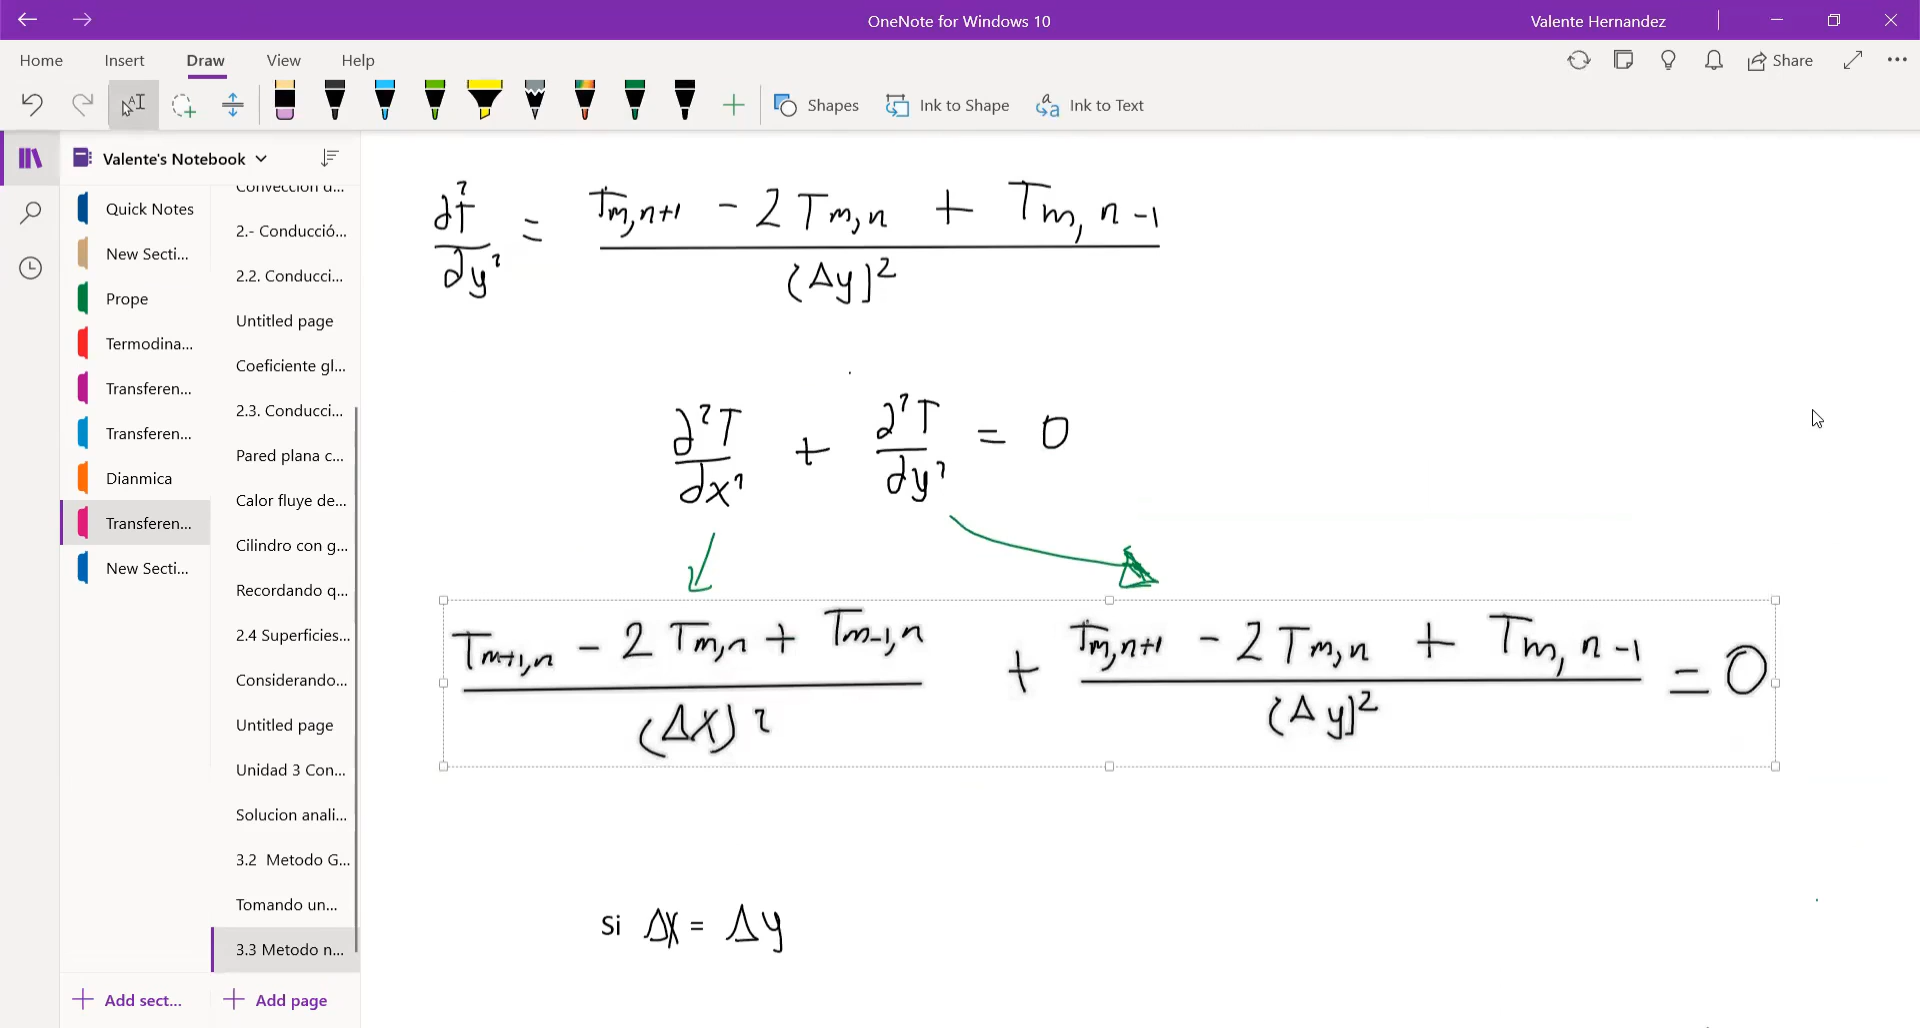 OneNote for Windows 10
Valente Hernandez
Home Insert Draw View Help
Share
Shapes
Ink to Shape
Ink to Text
Valente's Notebook
Quick Notes
New Secti...
Prope
Termodina...
Transferen...
Transferen...
Dianmica
Transferen...
New Secti...
Add sect...
Conveccion d...
2.- Conducció...
2.2. Conducci...
Untitled page
Coeficiente gl...
2.3. Conducci...
Pared plana c...
Calor fluye de...
Cilindro con g...
Recordando q...
2.4 Superficies...
Considerando...
Untitled page
Unidad 3 Con...
Solucion anali...
3.2 Metodo G...
Tomando un...
3.3 Metodo n...
Add page
∂²T/∂y² = (Tm,n+1 - 2Tm,n + Tm,n-1)/(Δy)²
∂²T/∂x² + ∂²T/∂y² = 0
(Tm+1,n - 2Tm,n + Tm-1,n)/(Δx)² + (Tm,n+1 - 2Tm,n + Tm,n-1)/(Δy)² = 0
si Δx = Δy